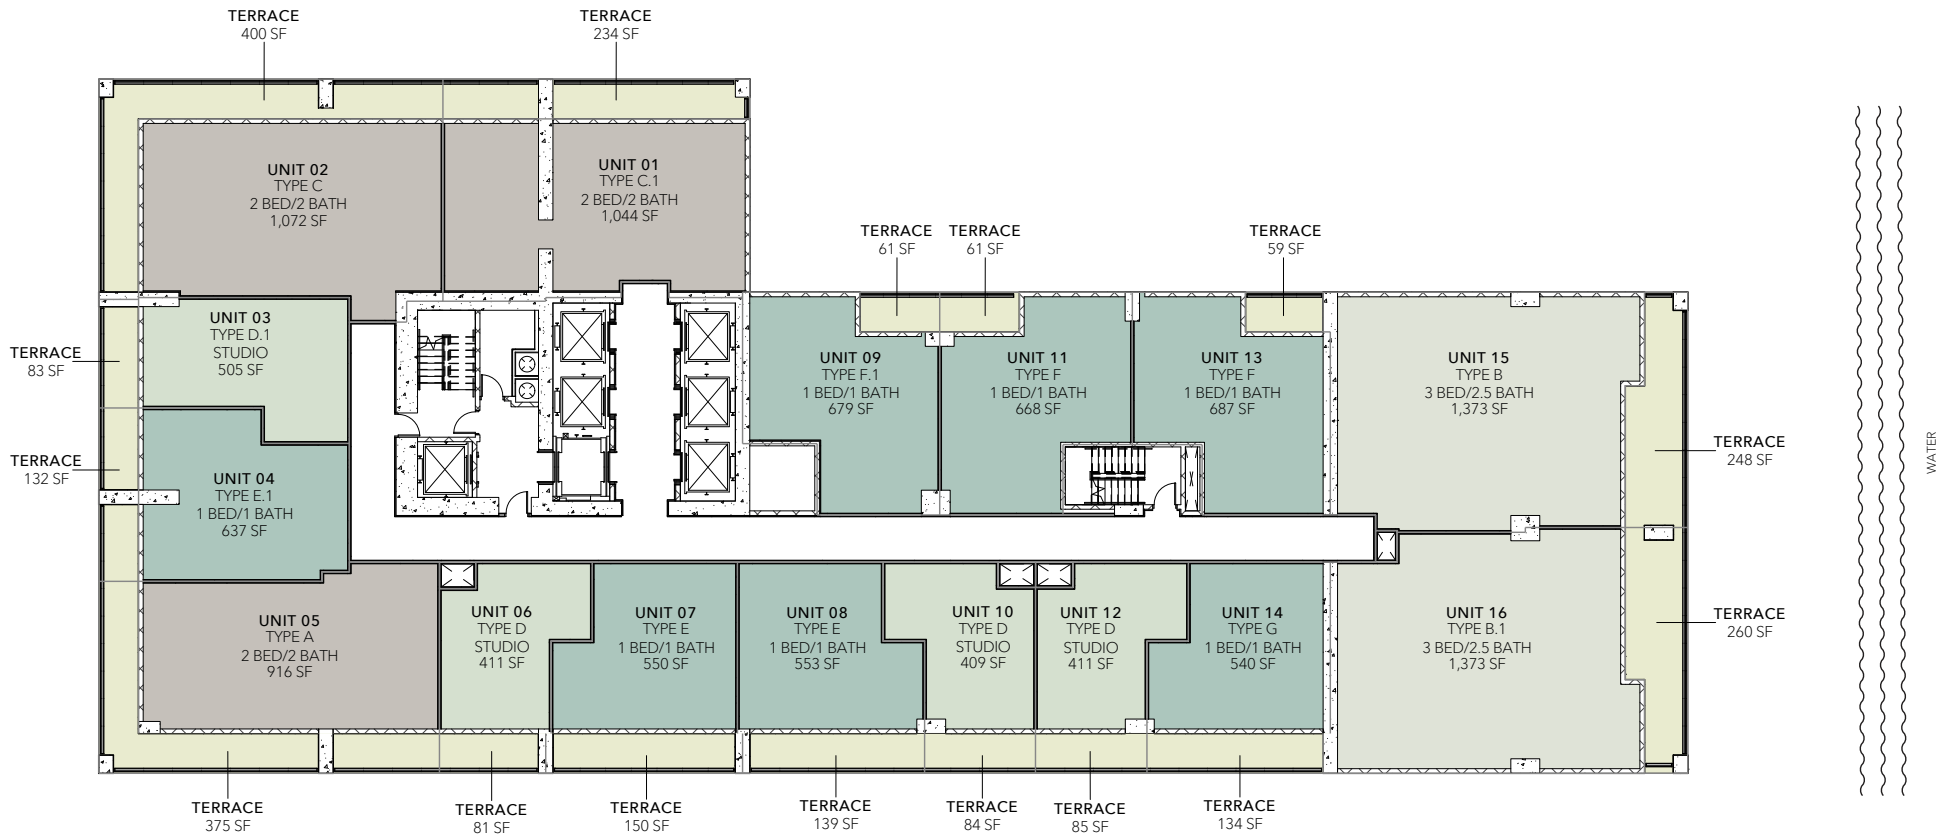 TERRACE
400 SF
TERRACE
234 SF
UNIT 02
TYPE C
2 BED/2 BATH
1,072 SF
UNIT 01
TYPE C.1
2 BED/2 BATH
1,044 SF
TERRACE
61 SF
TERRACE
61 SF
TERRACE
59 SF
UNIT 03
TYPE D.1
STUDIO
505 SF
TERRACE
83 SF
UNIT 09
TYPE F.1
1 BED/1 BATH
679 SF
UNIT 11
TYPE F
1 BED/1 BATH
668 SF
UNIT 13
TYPE F
1 BED/1 BATH
687 SF
UNIT 15
TYPE B
3 BED/2.5 BATH
1,373 SF
TERRACE
248 SF
WATER
TERRACE
132 SF
UNIT 04
TYPE E.1
1 BED/1 BATH
637 SF
UNIT 05
TYPE A
2 BED/2 BATH
916 SF
UNIT 06
TYPE D
STUDIO
411 SF
UNIT 07
TYPE E
1 BED/1 BATH
550 SF
UNIT 08
TYPE E
1 BED/1 BATH
553 SF
UNIT 10
TYPE D
STUDIO
409 SF
UNIT 12
TYPE D
STUDIO
411 SF
UNIT 14
TYPE G
1 BED/1 BATH
540 SF
UNIT 16
TYPE B.1
3 BED/2.5 BATH
1,373 SF
TERRACE
260 SF
TERRACE
375 SF
TERRACE
81 SF
TERRACE
150 SF
TERRACE
139 SF
TERRACE
84 SF
TERRACE
85 SF
TERRACE
134 SF